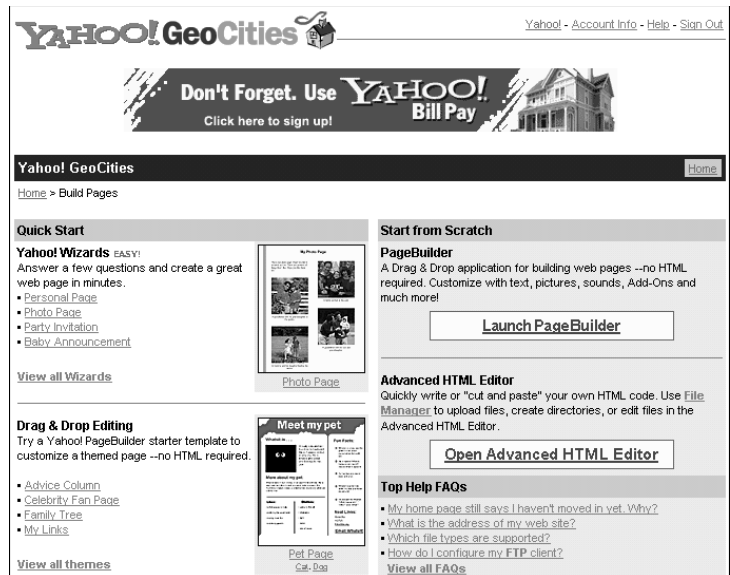 YAHOO! GeoCities
Yahoo! - Account Info - Help - Sign Out
Don't Forget. Use YAHOO! Bill Pay
Click here to sign up!
Yahoo! GeoCities
Home
Home > Build Pages
Quick Start
Yahoo! Wizards EASY!
Answer a few questions and create a great
web page in minutes.
▪ Personal Page
▪ Photo Page
▪ Party Invitation
▪ Baby Announcement
View all Wizards
My Photo Page
Photo Page
Drag & Drop Editing
Try a Yahoo! PageBuilder starter template to
customize a themed page --no HTML required.
▪ Advice Column
▪ Celebrity Fan Page
▪ Family Tree
▪ My Links
View all themes
Meet my pet
Fun Facts
More about my pet
Real Links
Pet Page
Cat, Dog
Start from Scratch
PageBuilder
A Drag & Drop application for building web pages --no HTML
required. Customize with text, pictures, sounds, Add-Ons and
much more!
Launch PageBuilder
Advanced HTML Editor
Quickly write or "cut and paste" your own HTML code. Use File
Manager to upload files, create directories, or edit files in the
Advanced HTML Editor.
Open Advanced HTML Editor
Top Help FAQs
▪ My home page still says I haven't moved in yet. Why?
▪ What is the address of my web site?
▪ Which file types are supported?
▪ How do I configure my FTP client?
View all FAQs